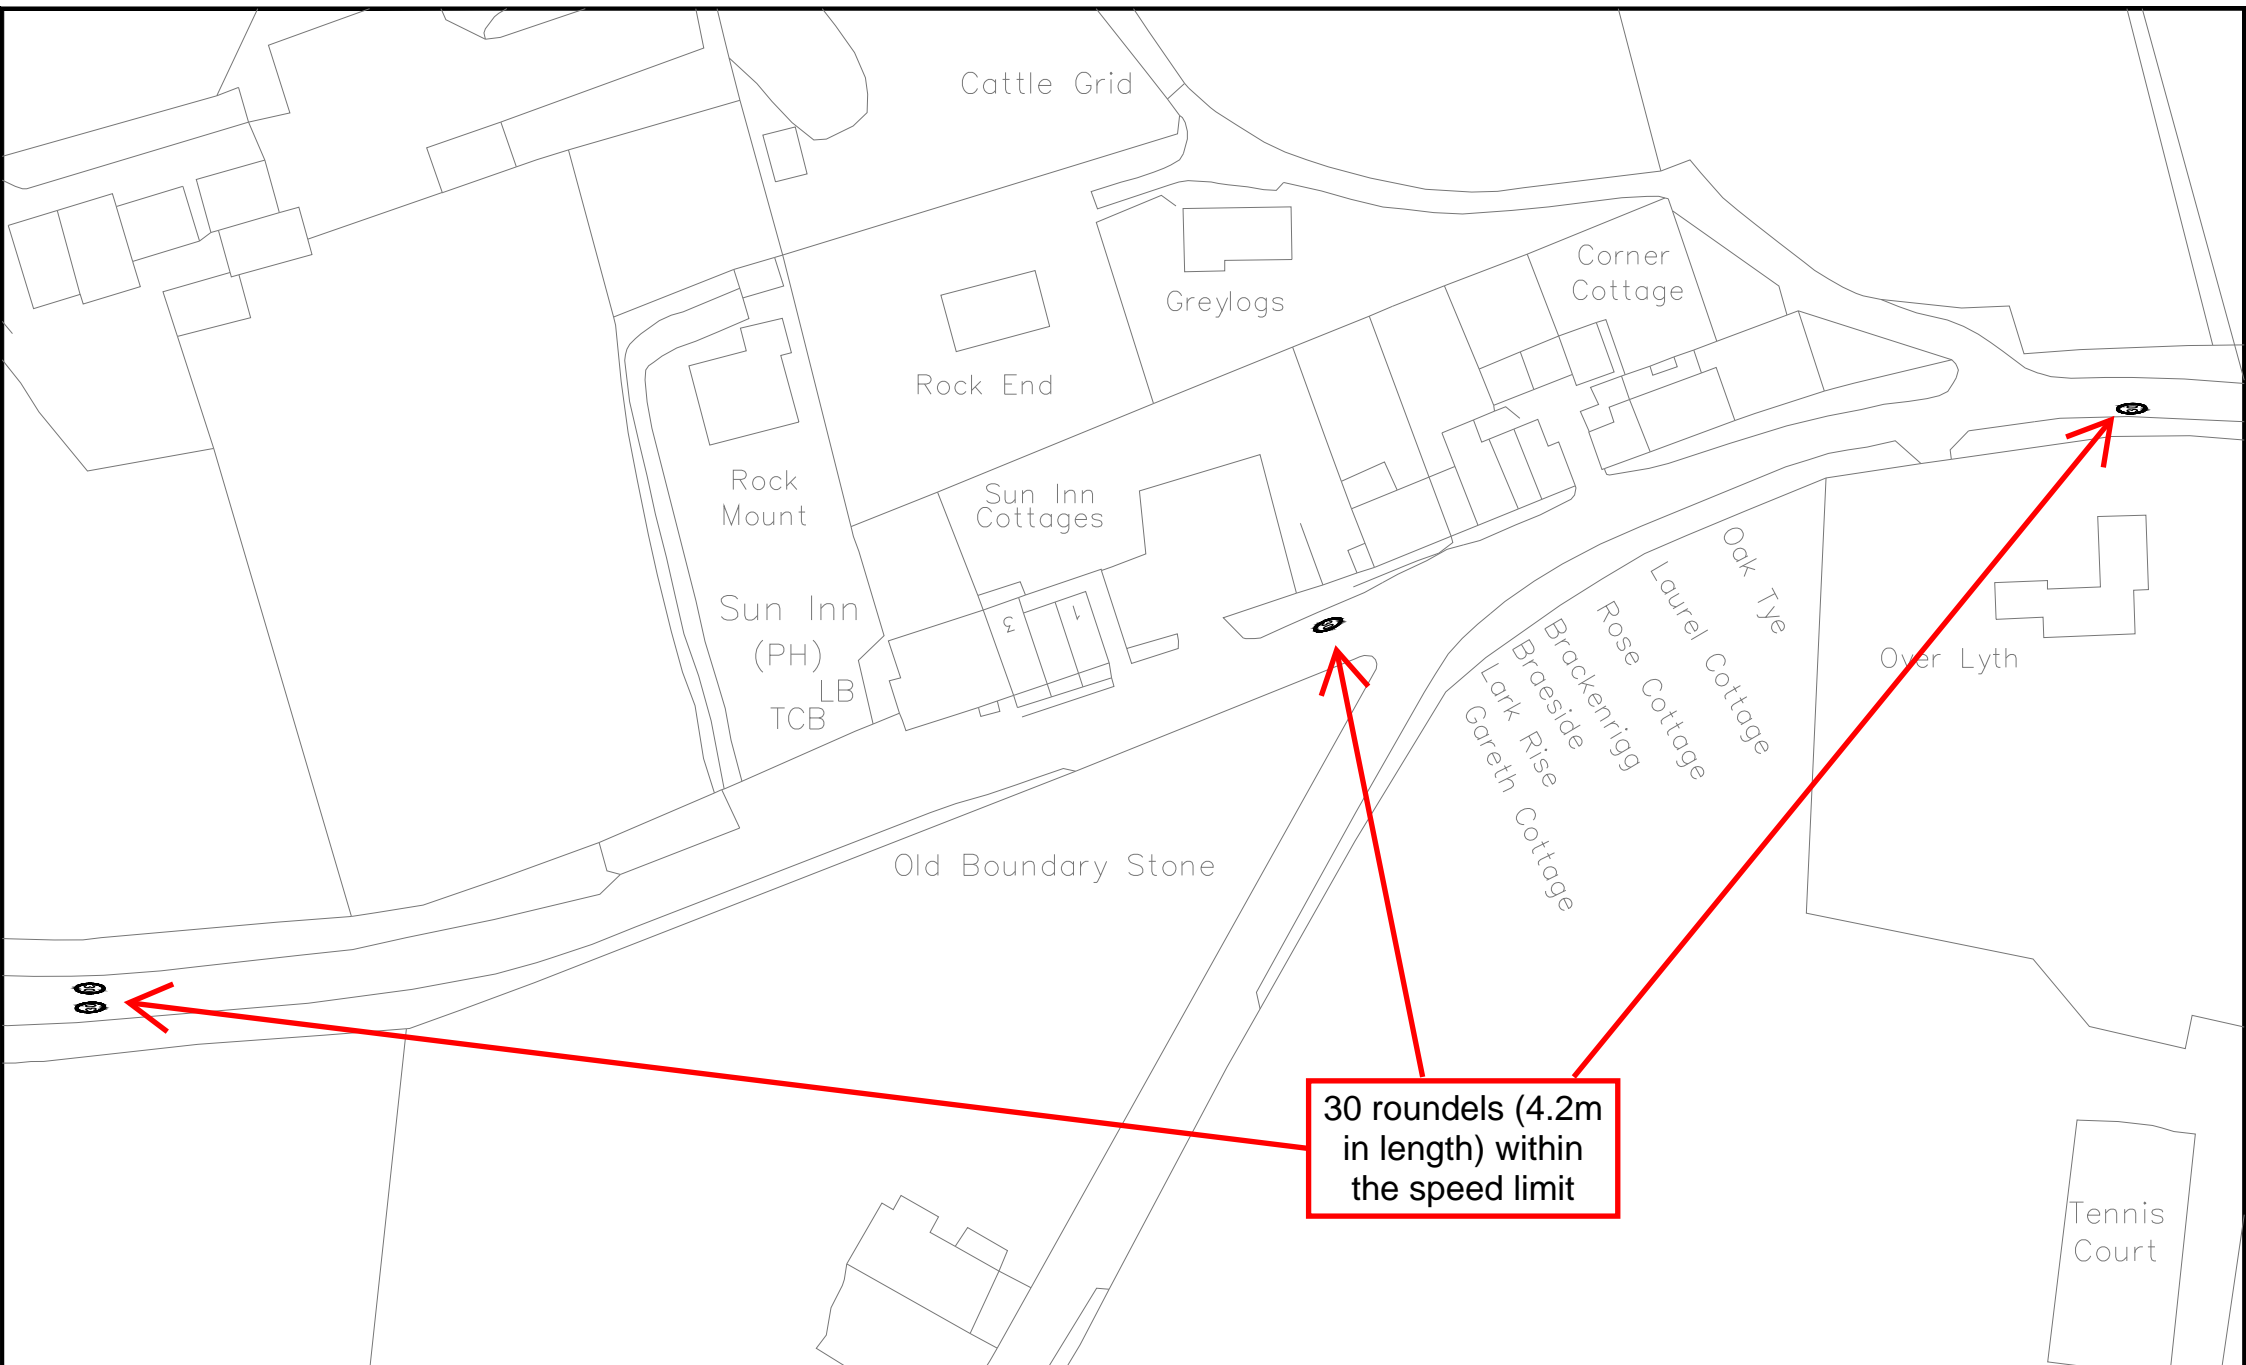 Cattle Grid
Corner
Cottage
Greylogs
Rock End
Rock
Mount
Sun Inn
Cottages
Sun Inn
(PH)
LB
TCB
3
1
Oak Tye
Laurel Cottage
Rose Cottage
Brackenrigg
Braeside
Lark Rise
Gareth Cottage
Over Lyth
Old Boundary Stone
30 roundels (4.2m
in length) within
the speed limit
Tennis
Court